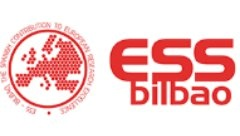 ESS - BILBAO, THE SPANISH CONTRIBUTION TO EUROPEAN RESEARCH EXCELLENCE
ESS
bilbao